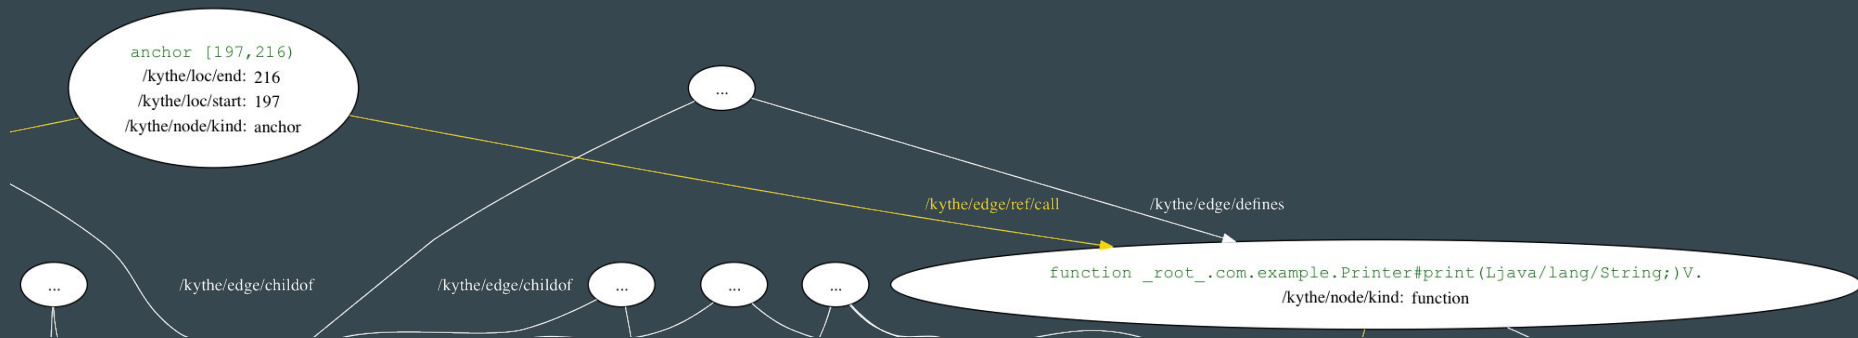 anchor [197,216)
/kythe/loc/end: 216
/kythe/loc/start: 197
/kythe/node/kind: anchor
...
/kythe/edge/ref/call
/kythe/edge/defines
...
/kythe/edge/childof
/kythe/edge/childof
...
...
...
function _root_.com.example.Printer#print(Ljava/lang/String;)V.
/kythe/node/kind: function